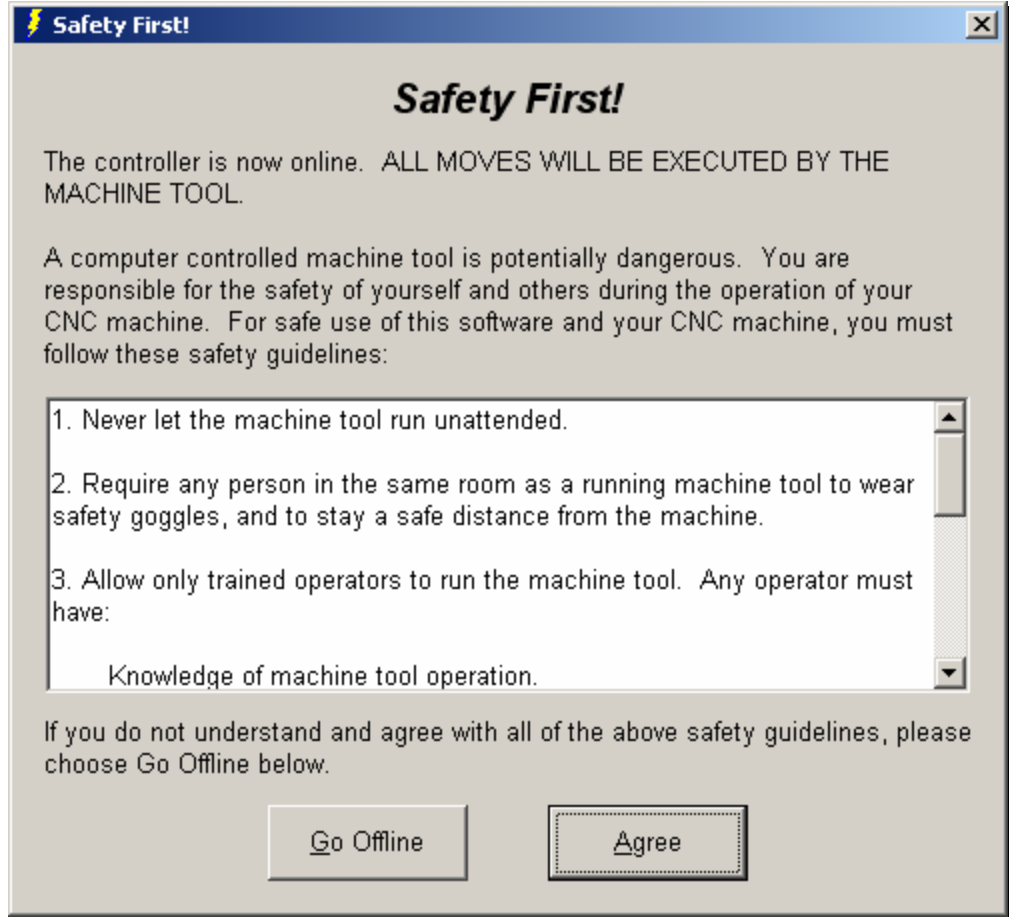 Safety First!
Safety First!
The controller is now online.  ALL MOVES WILL BE EXECUTED BY THE
MACHINE TOOL.
A computer controlled machine tool is potentially dangerous.  You are
responsible for the safety of yourself and others during the operation of your
CNC machine.  For safe use of this software and your CNC machine, you must
follow these safety guidelines:
1. Never let the machine tool run unattended.
2. Require any person in the same room as a running machine tool to wear
safety goggles, and to stay a safe distance from the machine.
3. Allow only trained operators to run the machine tool.  Any operator must
have:
Knowledge of machine tool operation.
If you do not understand and agree with all of the above safety guidelines, please
choose Go Offline below.
Go Offline
Agree